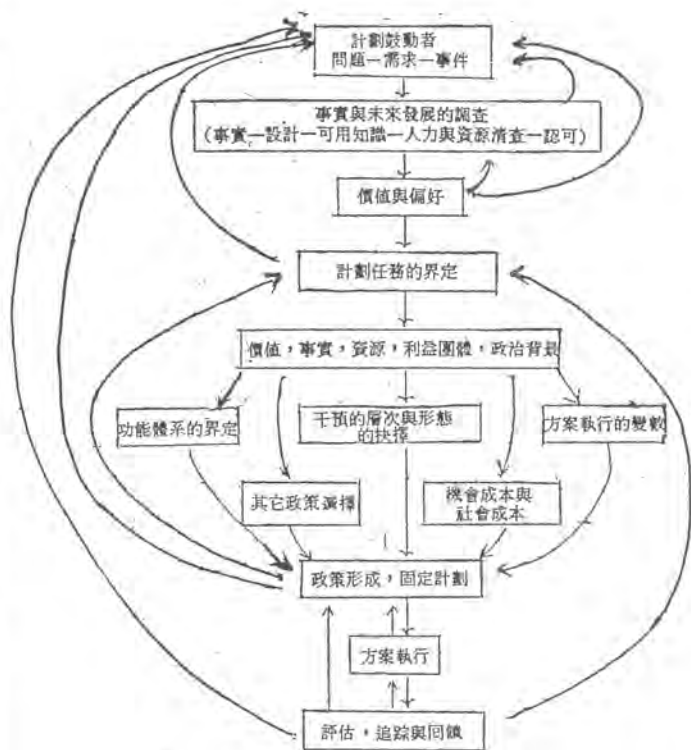 計劃鼓動者
問題—需求—事件
事實與未來發展的調查
(事實—設計—可用知識—人力與資源清查—認可)
價值與偏好
計劃任務的界定
價值,事實,資源,利益團體,政治背景
功能體系的界定
干預的層次與形態
的抉擇
方案執行的變數
其它政策選擇
機會成本與
社會成本
政策形成,固定計劃
方案執行
評估,追踪與回饋